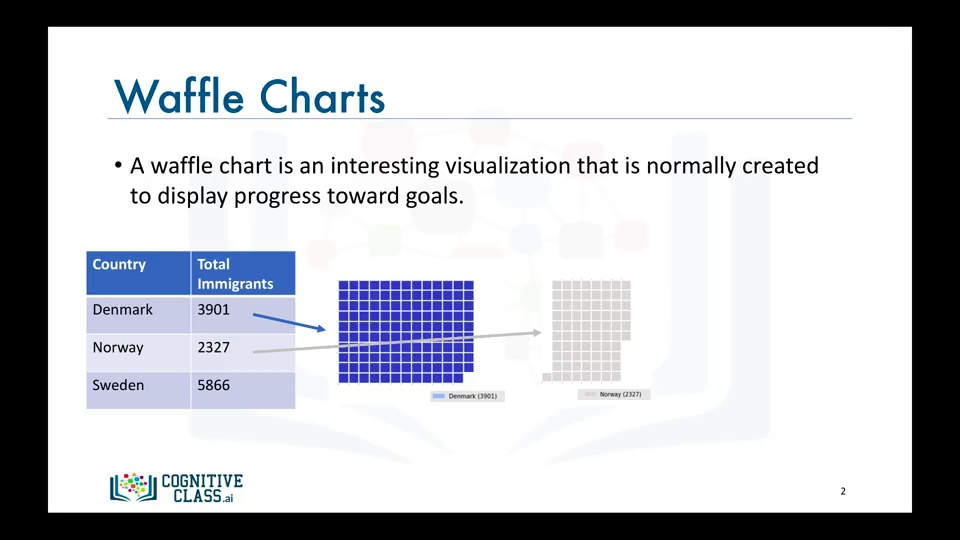 Waffle Charts
• A waffle chart is an interesting visualization that is normally created
to display progress toward goals.
Country Total
Immigrants
Denmark 3901
Norway 2327
Sweden 5866
Denmark (3901)
Norway (2327)
COGNITIVE
CLASS.ai
2